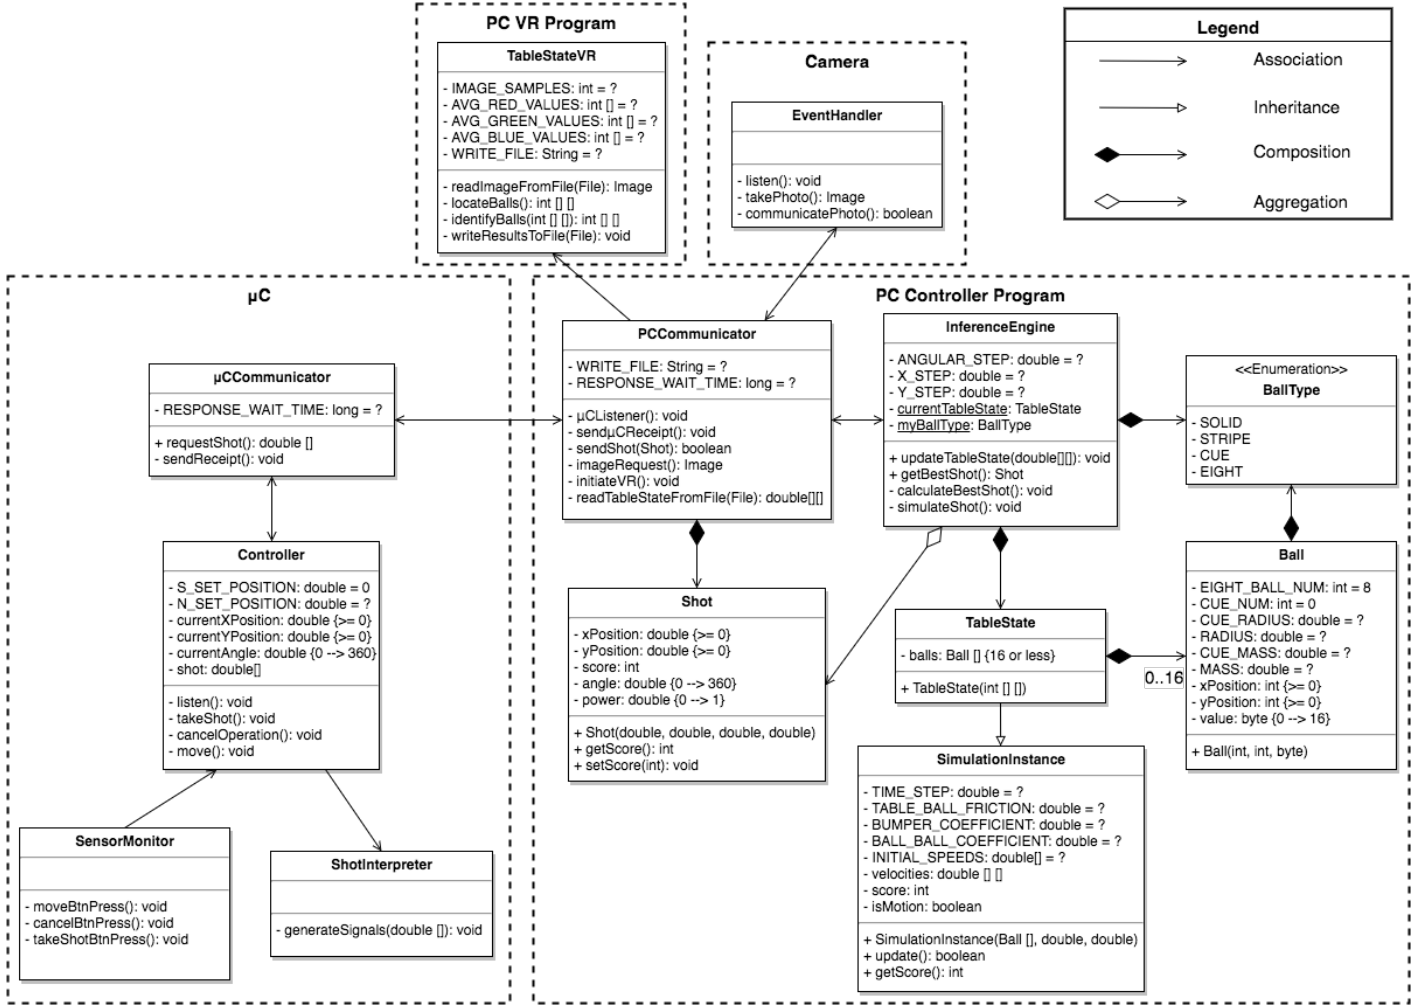 PC VR Program
TableStateVR
- IMAGE_SAMPLES: int = ?
- AVG_RED_VALUES: int [] = ?
- AVG_GREEN_VALUES: int [] = ?
- AVG_BLUE_VALUES: int [] = ?
- WRITE_FILE: String = ?
- readImageFromFile(File): Image
- locateBalls(): int [] []
- identifyBalls(int [] []): int [] []
- writeResultsToFile(File): void
Camera
EventHandler
- listen(): void
- takePhoto(): Image
- communicatePhoto(): boolean
Legend
Association
Inheritance
Composition
Aggregation
µC
µCCommunicator
- RESPONSE_WAIT_TIME: long = ?
+ requestShot(): double []
- sendReceipt(): void
Controller
- S_SET_POSITION: double = 0
- N_SET_POSITION: double = ?
- currentXPosition: double {>= 0}
- currentYPosition: double {>= 0}
- currentAngle: double {0 --> 360}
- shot: double[]
- listen(): void
- takeShot(): void
- cancelOperation(): void
- move(): void
SensorMonitor
- moveBtnPress(): void
- cancelBtnPress(): void
- takeShotBtnPress(): void
ShotInterpreter
- generateSignals(double []): void
PC Controller Program
PCCommunicator
- WRITE_FILE: String = ?
- RESPONSE_WAIT_TIME: long = ?
- µCListener(): void
- sendµCReceipt(): void
- sendShot(Shot): boolean
- imageRequest(): Image
- initiateVR(): void
- readTableStateFromFile(File): double[][]
InferenceEngine
- ANGULAR_STEP: double = ?
- X_STEP: double = ?
- Y_STEP: double = ?
- currentTableState: TableState
- myBallType: BallType
+ updateTableState(double[][]): void
+ getBestShot(): Shot
- calculateBestShot(): void
- simulateShot(): void
<<Enumeration>>
BallType
- SOLID
- STRIPE
- CUE
- EIGHT
Shot
- xPosition: double {>= 0}
- yPosition: double {>= 0}
- score: int
- angle: double {0 --> 360}
- power: double {0 --> 1}
+ Shot(double, double, double, double)
+ getScore(): int
+ setScore(int): void
TableState
- balls: Ball [] {16 or less}
+ TableState(int [] [])
0..16
Ball
- EIGHT_BALL_NUM: int = 8
- CUE_NUM: int = 0
- CUE_RADIUS: double = ?
- RADIUS: double = ?
- CUE_MASS: double = ?
- MASS: double = ?
- xPosition: int {>= 0}
- yPosition: int {>= 0}
- value: byte {0 --> 16}
+ Ball(int, int, byte)
SimulationInstance
- TIME_STEP: double = ?
- TABLE_BALL_FRICTION: double = ?
- BUMPER_COEFFICIENT: double = ?
- BALL_BALL_COEFFICIENT: double = ?
- INITIAL_SPEEDS: double[] = ?
- velocities: double [] []
- score: int
- isMotion: boolean
+ SimulationInstance(Ball [], double, double)
+ update(): boolean
+ getScore(): int